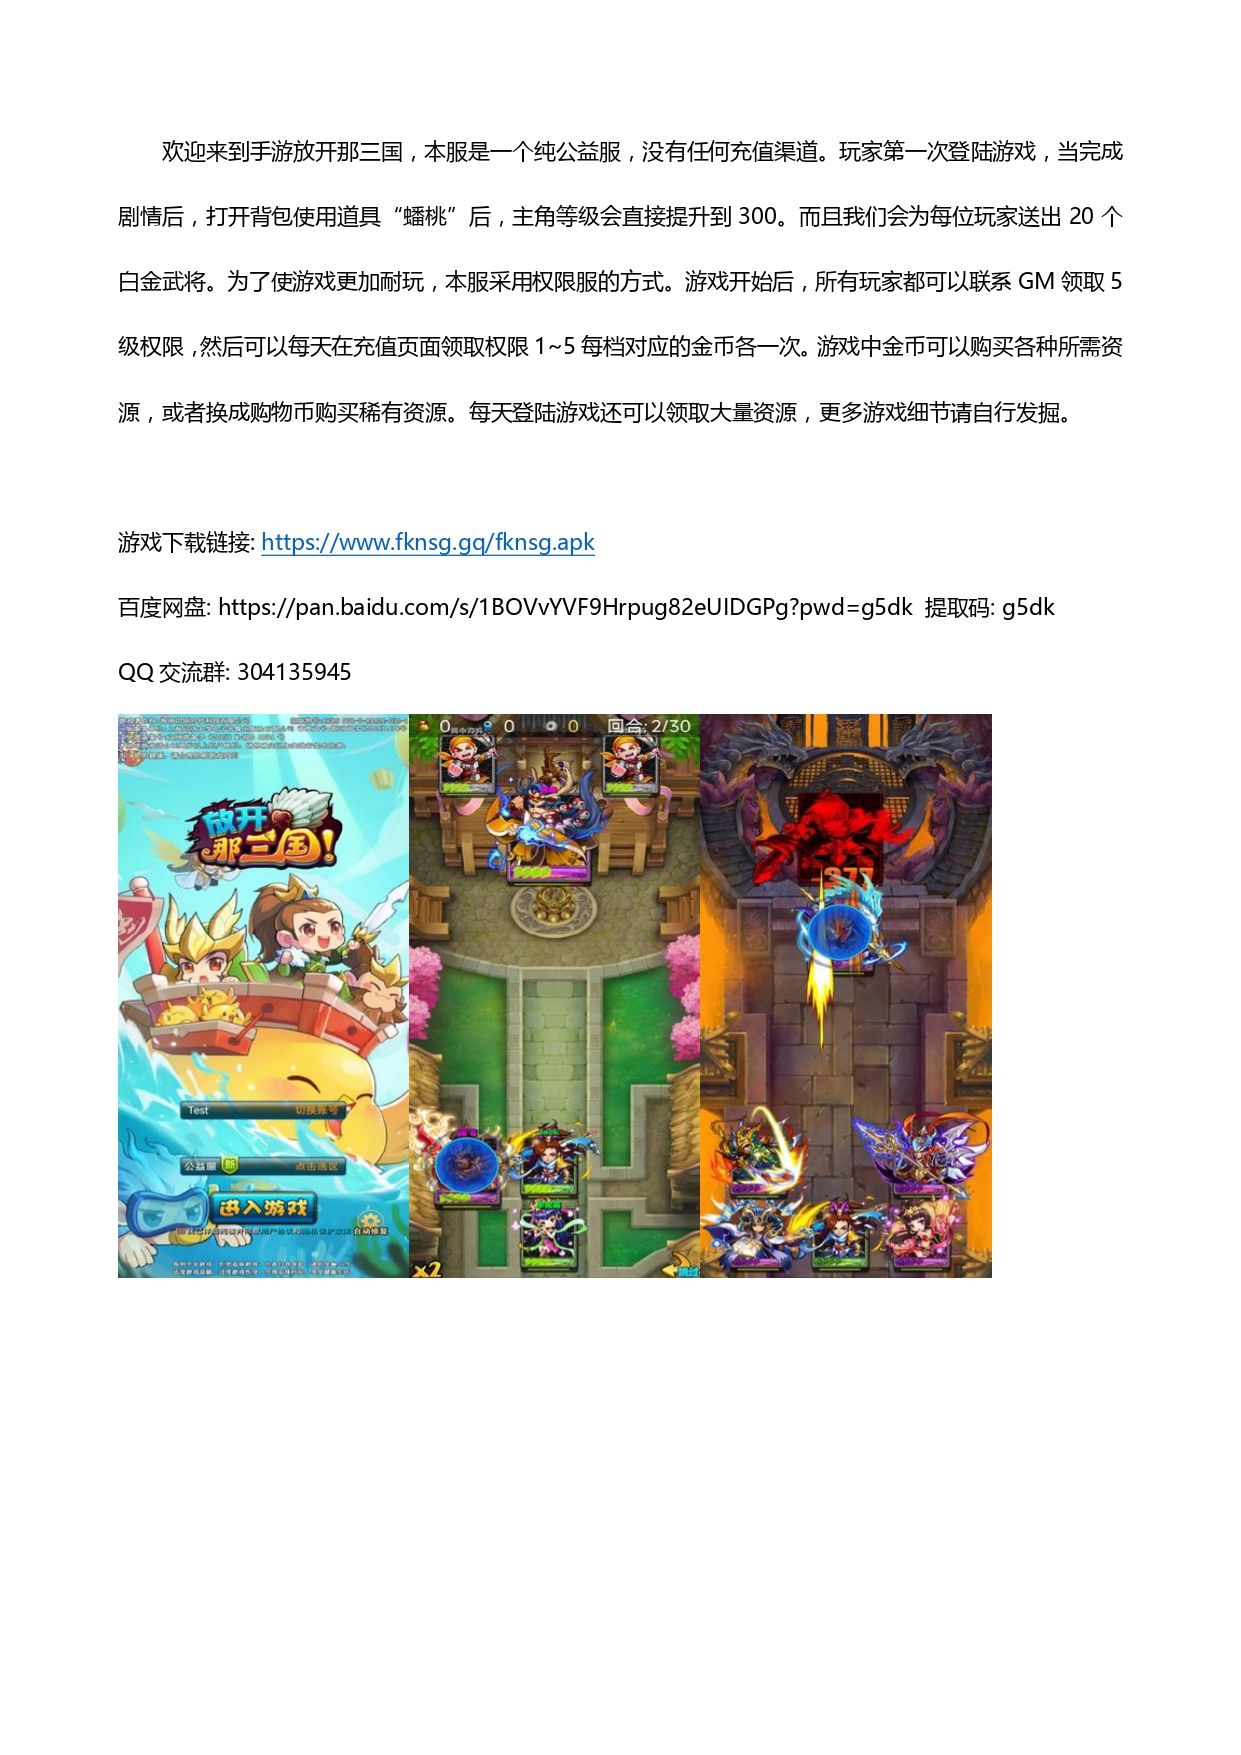 欢迎来到手游放开那三国，本服是一个纯公益服，没有任何充值渠道。玩家第一次登陆游戏，当完成
剧情后，打开背包使用道具“蟠桃”后，主角等级会直接提升到 300。而且我们会为每位玩家送出 20 个
白金武将。为了使游戏更加耐玩，本服采用权限服的方式。游戏开始后，所有玩家都可以联系 GM 领取 5
级权限，然后可以每天在充值页面领取权限 1~5 每档对应的金币各一次。游戏中金币可以购买各种所需资
源，或者换成购物币购买稀有资源。每天登陆游戏还可以领取大量资源，更多游戏细节请自行发掘。
游戏下载链接: https://www.fknsg.gq/fknsg.apk
百度网盘: https://pan.baidu.com/s/1BOVvYVF9Hrpug82eUIDGPg?pwd=g5dk 提取码: g5dk
QQ 交流群: 304135945
放开
那三国!
Test 切换账号
公益服 新 点击选区
进入游戏
自动修复
0 0 0 回合: 2/30
x2 跳过
-377